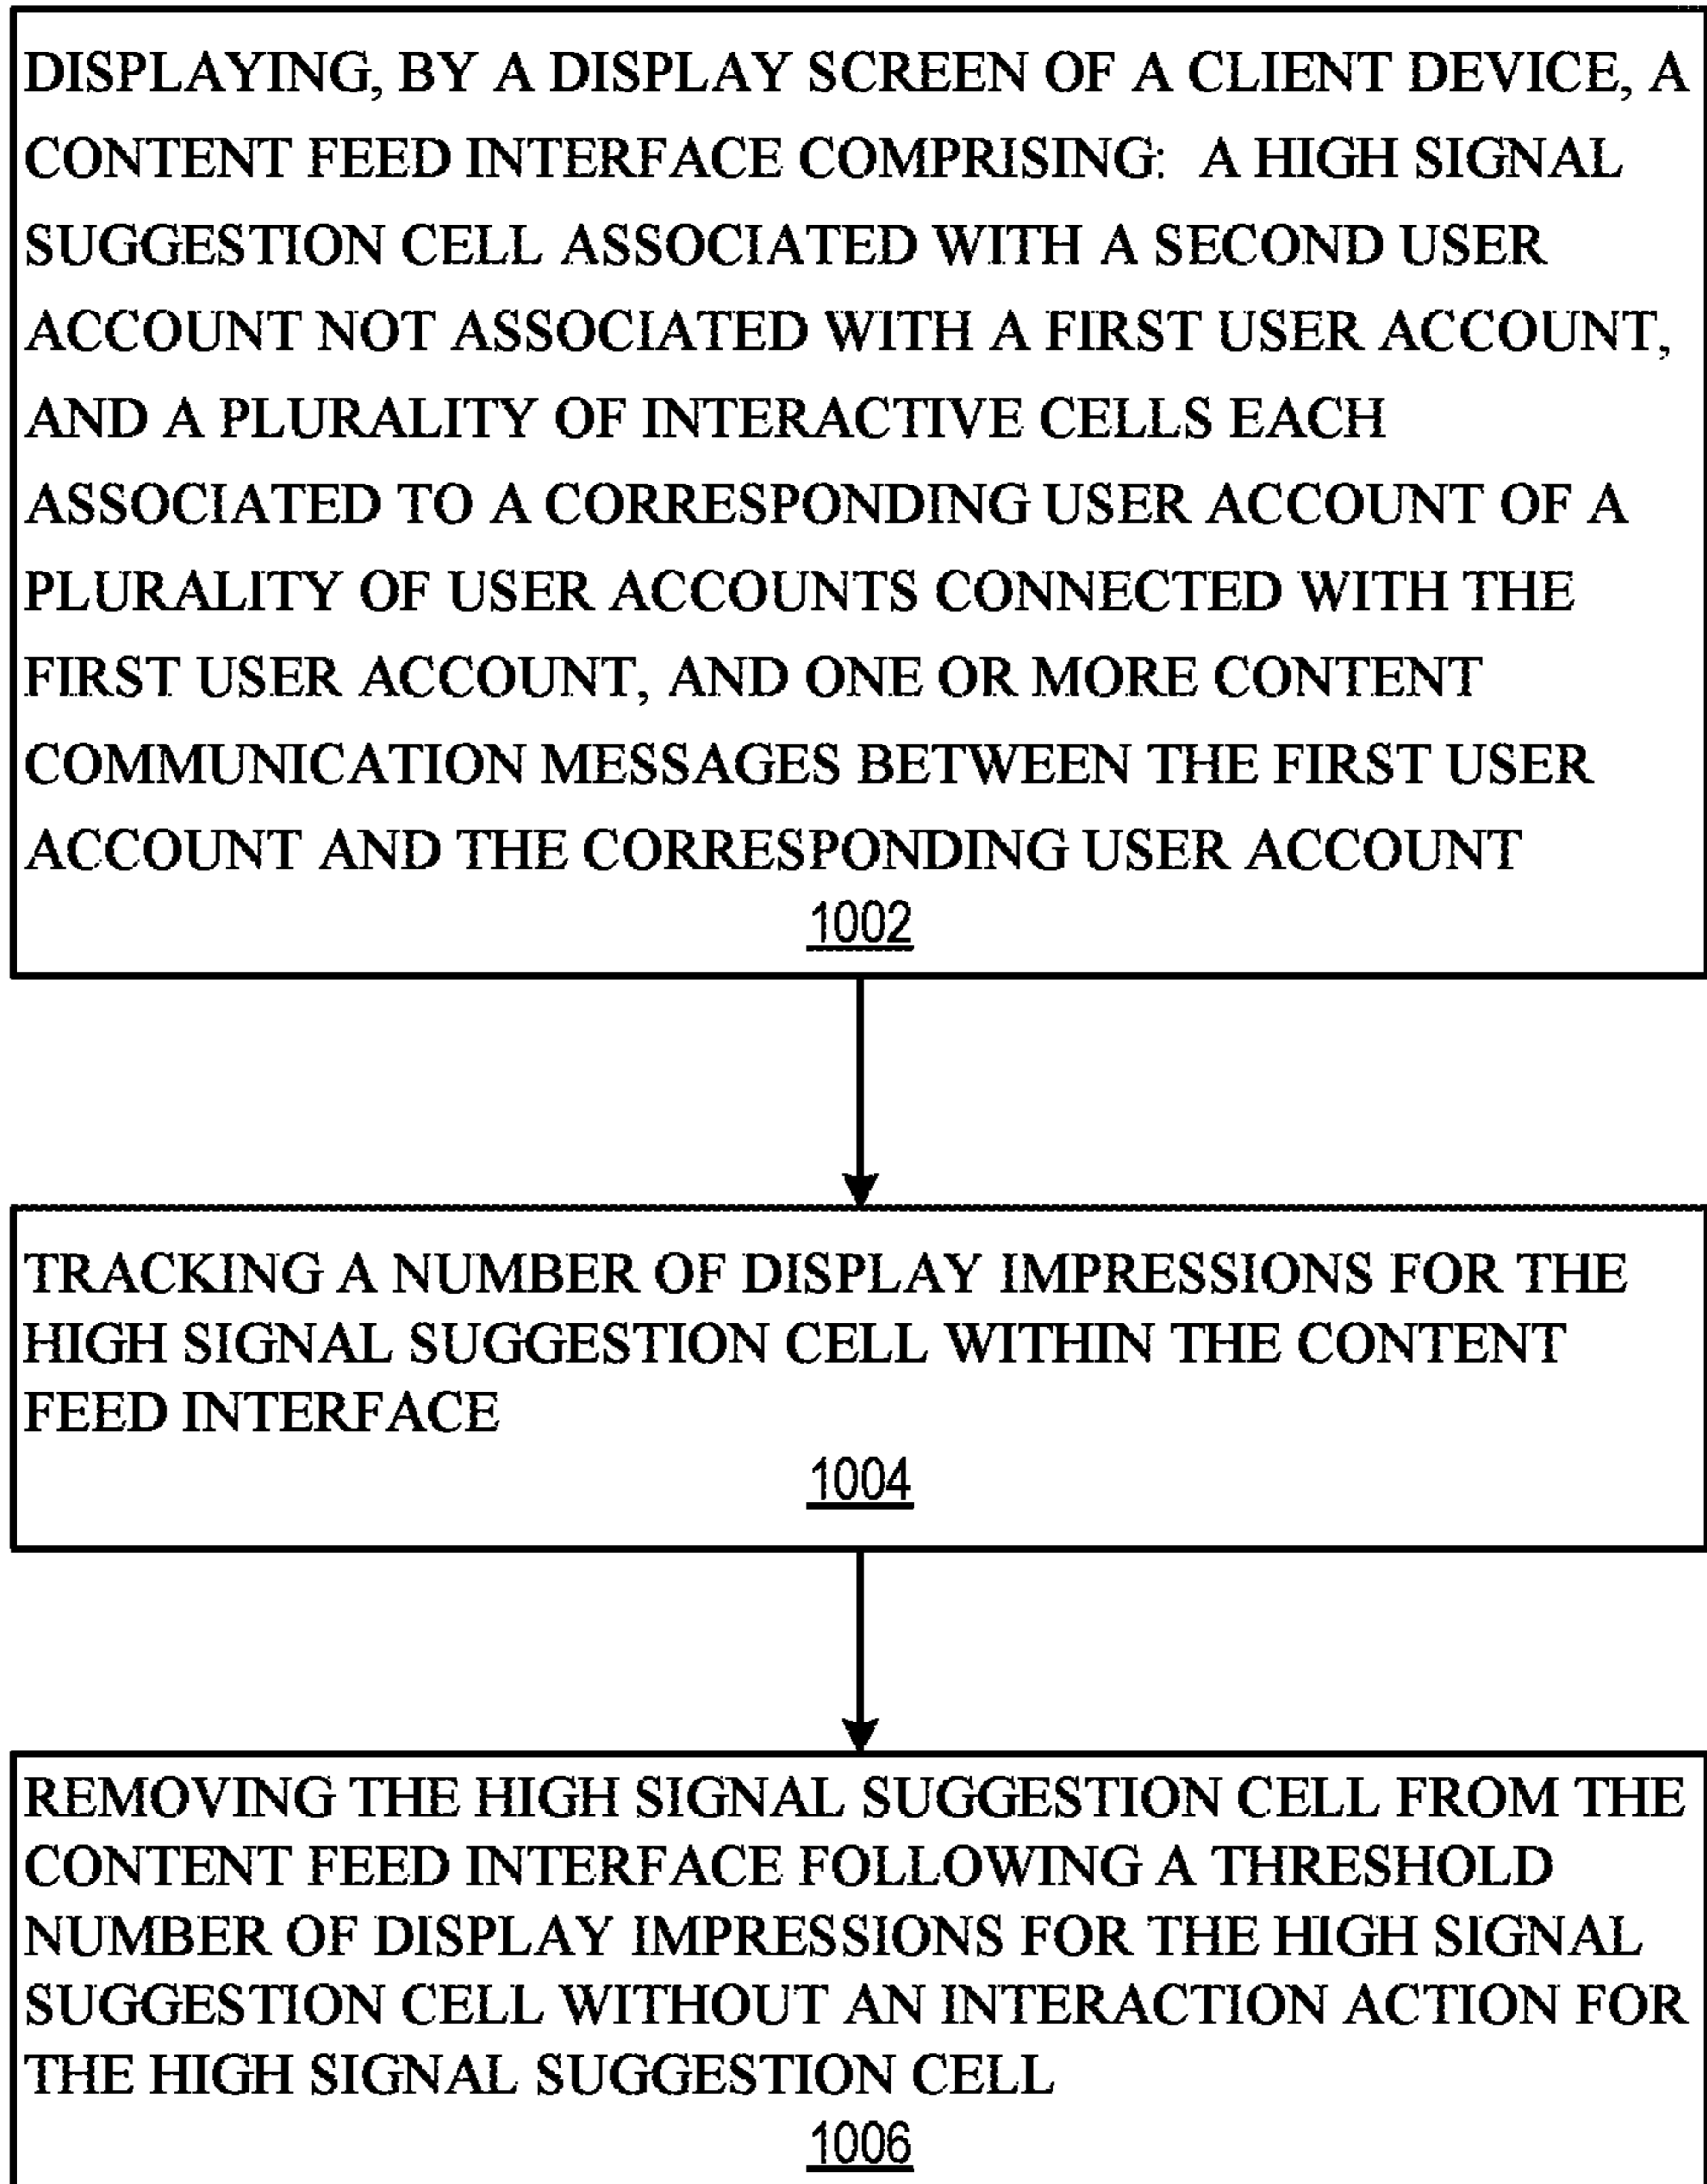 DISPLAYING, BY A DISPLAY SCREEN OF A CLIENT DEVICE, A
CONTENT FEED INTERFACE COMPRISING: A HIGH SIGNAL
SUGGESTION CELL ASSOCIATED WITH A SECOND USER
ACCOUNT NOT ASSOCIATED WITH A FIRST USER ACCOUNT,
AND A PLURALITY OF INTERACTIVE CELLS EACH
ASSOCIATED TO A CORRESPONDING USER ACCOUNT OF A
PLURALITY OF USER ACCOUNTS CONNECTED WITH THE
FIRST USER ACCOUNT, AND ONE OR MORE CONTENT
COMMUNICATION MESSAGES BETWEEN THE FIRST USER
ACCOUNT AND THE CORRESPONDING USER ACCOUNT
1002
TRACKING A NUMBER OF DISPLAY IMPRESSIONS FOR THE
HIGH SIGNAL SUGGESTION CELL WITHIN THE CONTENT
FEED INTERFACE
1004
REMOVING THE HIGH SIGNAL SUGGESTION CELL FROM THE
CONTENT FEED INTERFACE FOLLOWING A THRESHOLD
NUMBER OF DISPLAY IMPRESSIONS FOR THE HIGH SIGNAL
SUGGESTION CELL WITHOUT AN INTERACTION ACTION FOR
THE HIGH SIGNAL SUGGESTION CELL
1006